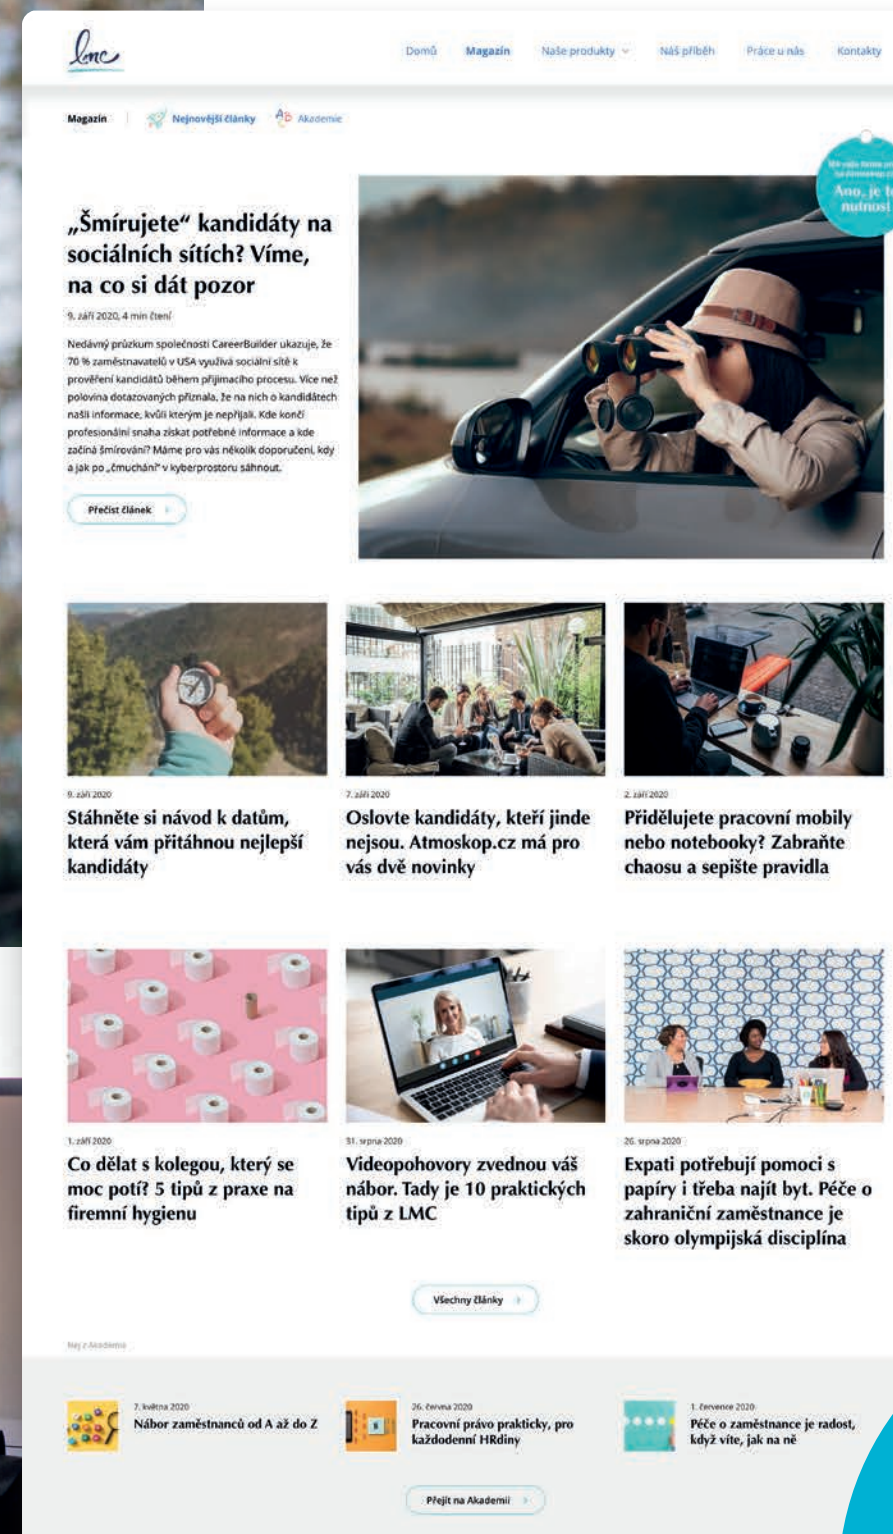 lmc
Domů Magazín Naše produkty Náš příběh Práce u nás Kontakty
Magazín Nejnovější články Akademie
Ano, je to
nutnost
„Šmírujete“ kandidáty na
sociálních sítích? Víme,
na co si dát pozor
9. září 2020, 4 min čtení
Nedávný průzkum společnosti CareerBuilder ukazuje, že
70 % zaměstnavatelů v USA využívá sociální sítě k
prověření kandidátů během přijímacího procesu. Více než
polovina dotazovaných přiznala, že na nich o kandidátech
našli informace, kvůli kterým je nepřijali. Kde končí
profesionální snaha získat potřebné informace a kde
začíná šmírování? Máme pro vás několik doporučení, kdy
a jak po „čmuchání“ v kyberprostoru sáhnout.
Přečíst článek
9. září 2020
Stáhněte si návod k datům,
která vám přitáhnou nejlepší
kandidáty
7. září 2020
Oslovte kandidáty, kteří jinde
nejsou. Atmoskop.cz má pro
vás dvě novinky
2. září 2020
Přidělujete pracovní mobily
nebo notebooky? Zabraňte
chaosu a sepište pravidla
1. září 2020
Co dělat s kolegou, který se
moc potí? 5 tipů z praxe na
firemní hygienu
31. srpna 2020
Videopohovory zvednou váš
nábor. Tady je 10 praktických
tipů z LMC
26. srpna 2020
Expati potřebují pomoci s
papíry i třeba najít byt. Péče o
zahraniční zaměstnance je
skoro olympijská disciplína
Všechny články
Nej z Akademie
7. května 2020
Nábor zaměstnanců od A až do Z
26. června 2020
Pracovní právo prakticky, pro
každodenní HRdiny
1. července 2020
Péče o zaměstnance je radost,
když víte, jak na ně
Přejít na Akademii